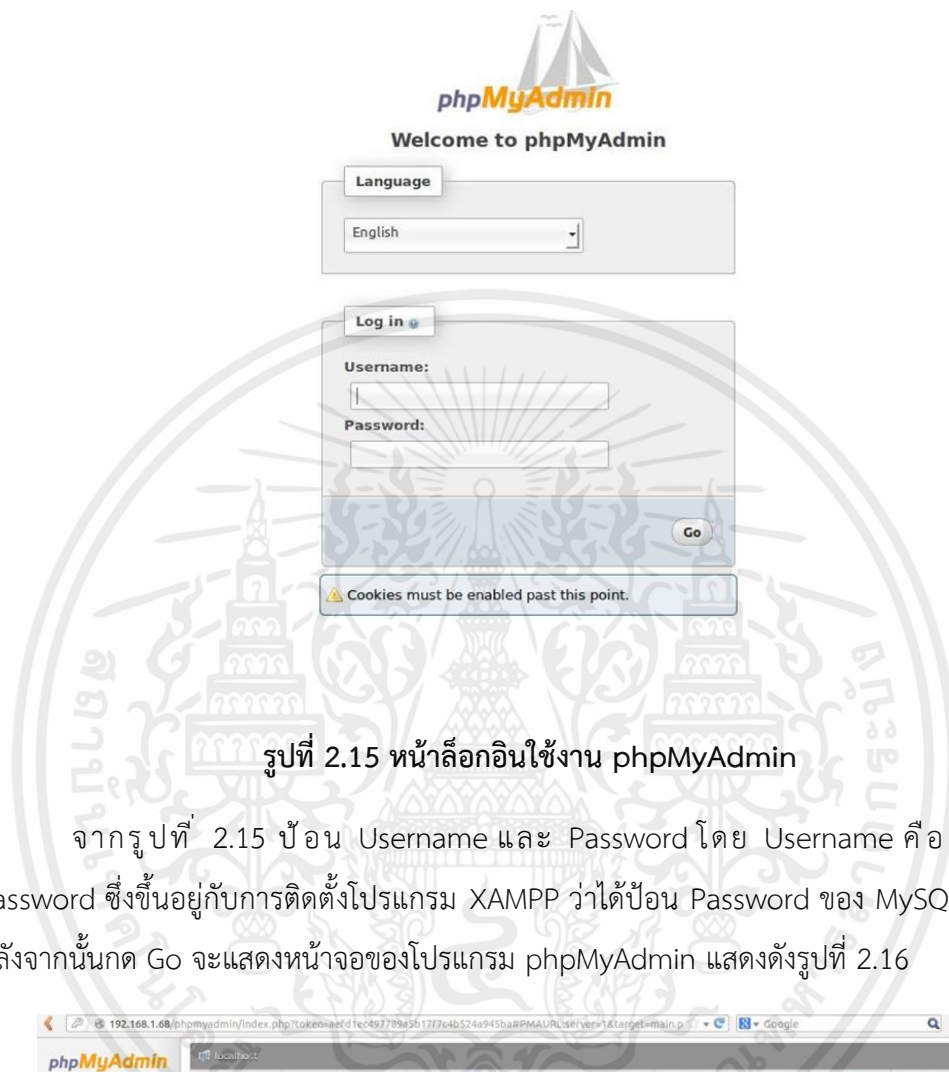 phpMyAdmin
Welcome to phpMyAdmin
Language
English
Log in
Username:
Password:
Go
Cookies must be enabled past this point.
รูปที่ 2.15 หน้าล็อกอินใช้งาน phpMyAdmin
จากรูปที่ 2.15 ป้อน Username และ Password โดย Username คือ
assword ซึ่งขึ้นอยู่กับการติดตั้งโปรแกรม XAMPP ว่าได้ป้อน Password ของ MySQ
ลังจากนั้นกด Go จะแสดงหน้าจอของโปรแกรม phpMyAdmin แสดงดังรูปที่ 2.16
192.168.1.68/phpmyadmin/index.php?token=aefd1ec497789a5b17f7c4b524a945ba#PMAURL:server=1&target=main.p Google
phpMyAdmin localhost